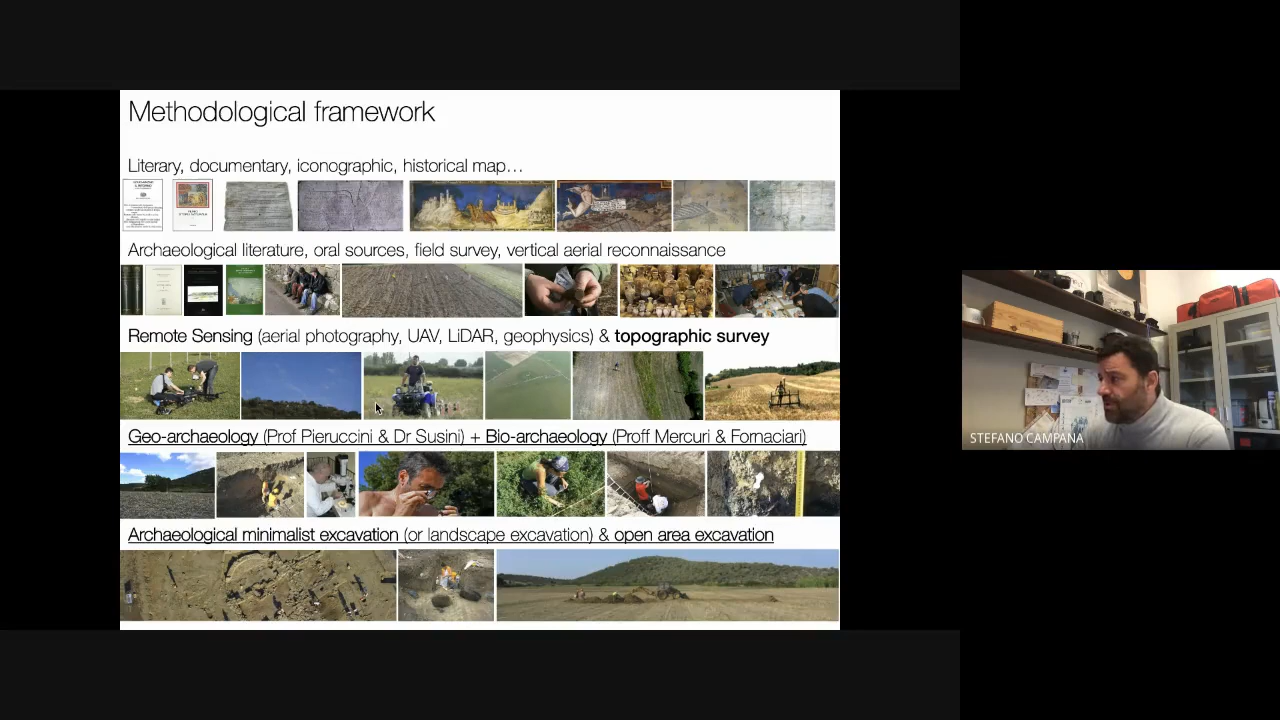 Methodological framework
Literary, documentary, iconographic, historical map…
Archaeological literature, oral sources, field survey, vertical aerial reconnaissance
Remote Sensing (aerial photography, UAV, LiDAR, geophysics) & topographic survey
Geo-archaeology (Prof Pieruccini & Dr Susini) + Bio-archaeology (Proff Mercuri & Fornaciari)
Archaeological minimalist excavation (or landscape excavation) & open area excavation
STEFANO CAMPANA